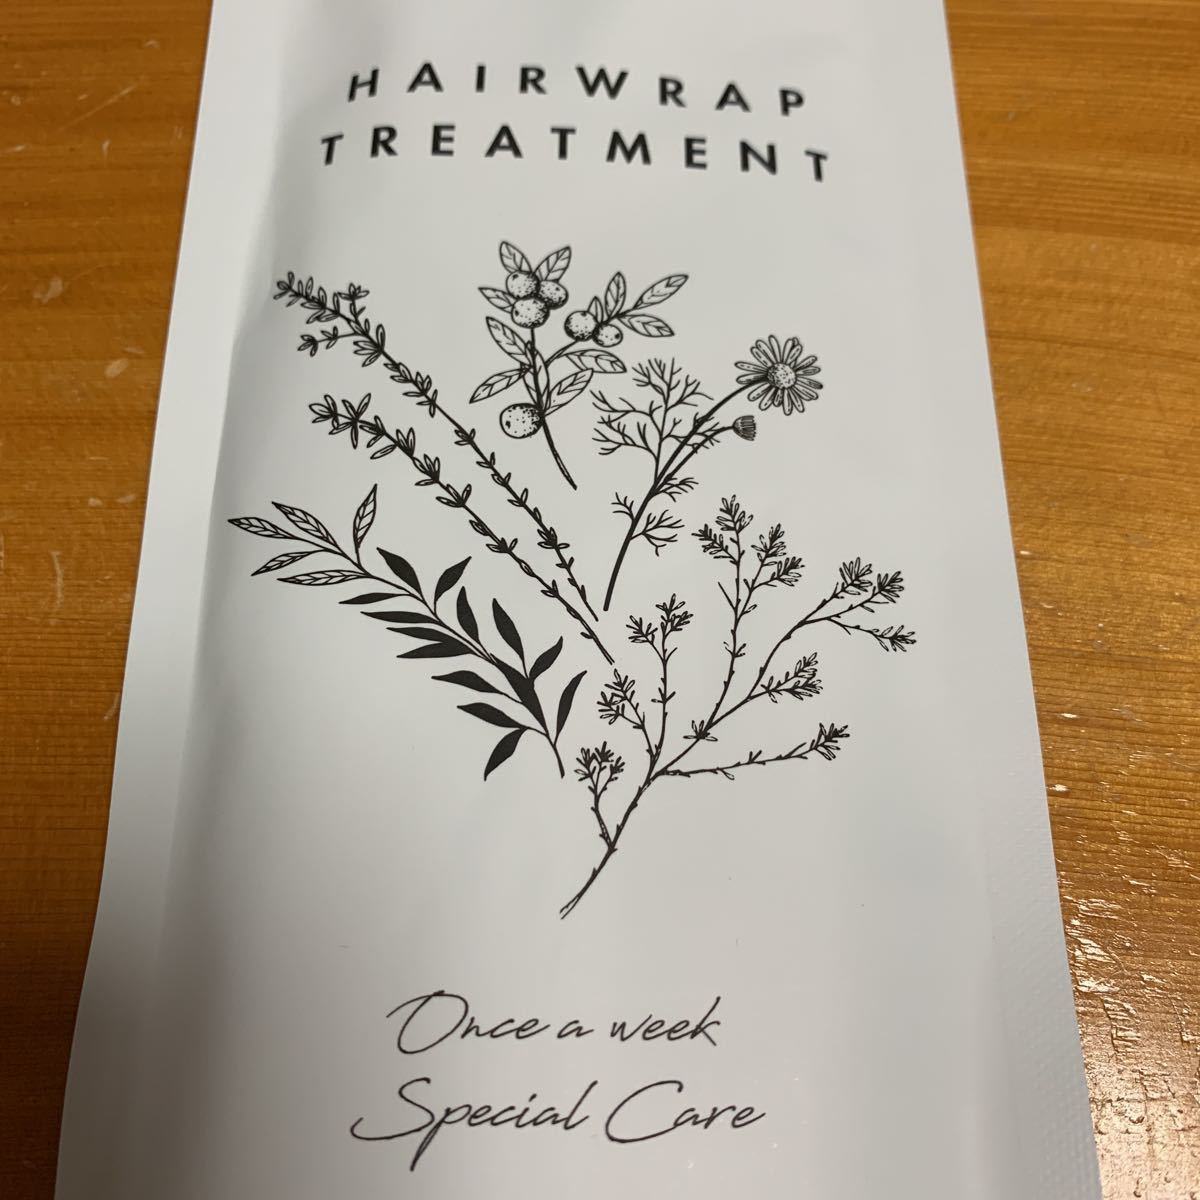 HAIRWRAP
TREATMENT
Once a week
Special Care